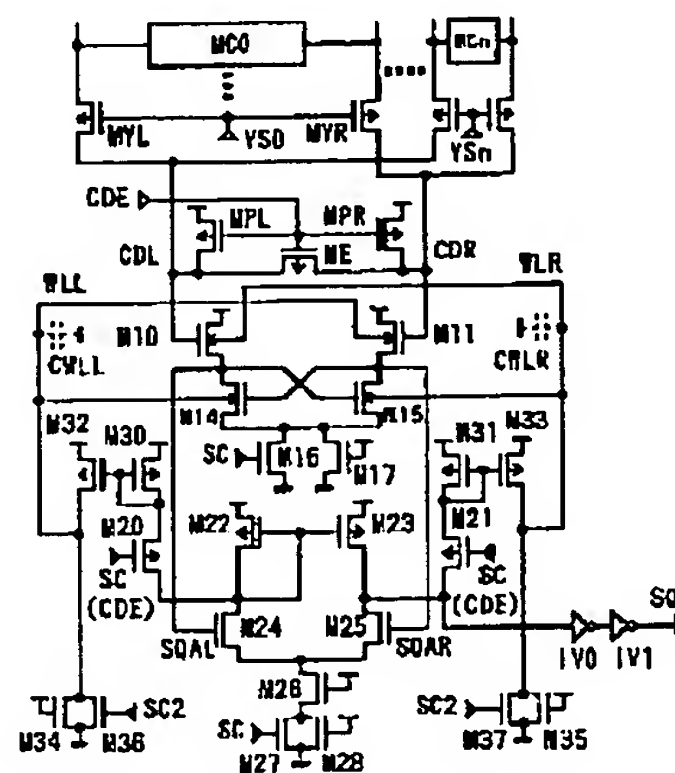 MC0
MCn
MYL
YS0
MYR
YSn
CDE
MPL
MPR
CDL
ME
CDR
WLL
WLR
M10
M11
CWLL
CWLR
M14
M15
M32
M30
SC
M16
M17
M31
M33
M20
M22
M23
M21
SC
(CDE)
SC
(CDE)
M24
M25
SQAL
SQAR
IV0
IV1
M26
SC2
SC
SC2
M34
M36
M27
M28
M37
M35